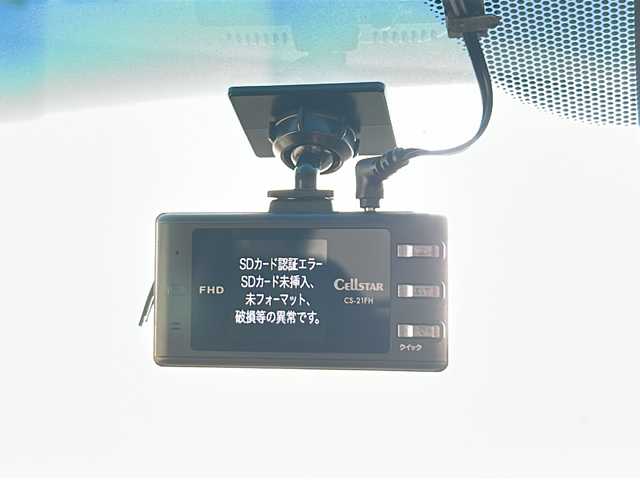 SDカード認証エラー
SDカード未挿入、
未フォーマット、
破損等の異常です。
FHD
CELLSTAR
CS-21FH
クイック